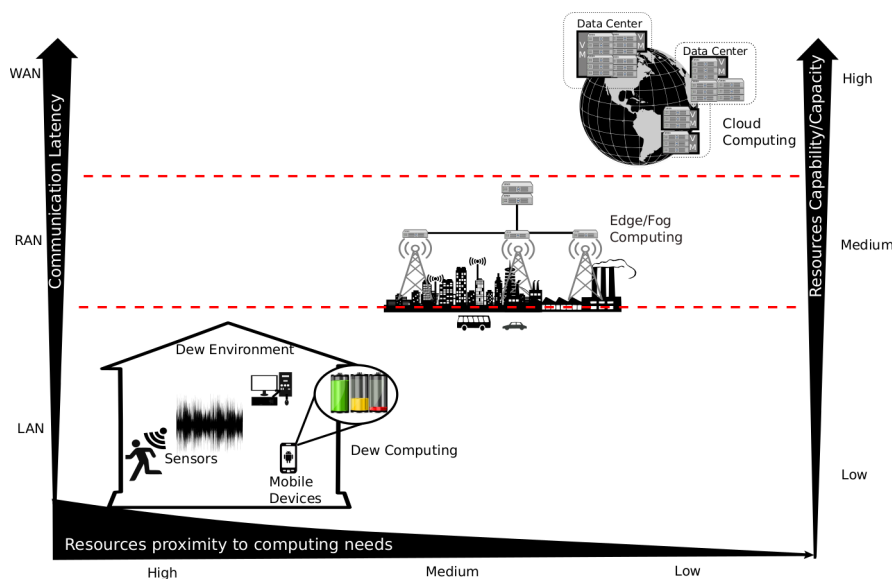 Data Center
Data Center
V
M
V
M
V
M
Cloud
Computing
WAN
RAN
LAN
Communication Latency
High
Medium
Low
Resources Capability/Capacity
Edge/Fog
Computing
Dew Environment
Sensors
Mobile
Devices
Dew Computing
Resources proximity to computing needs
High
Medium
Low